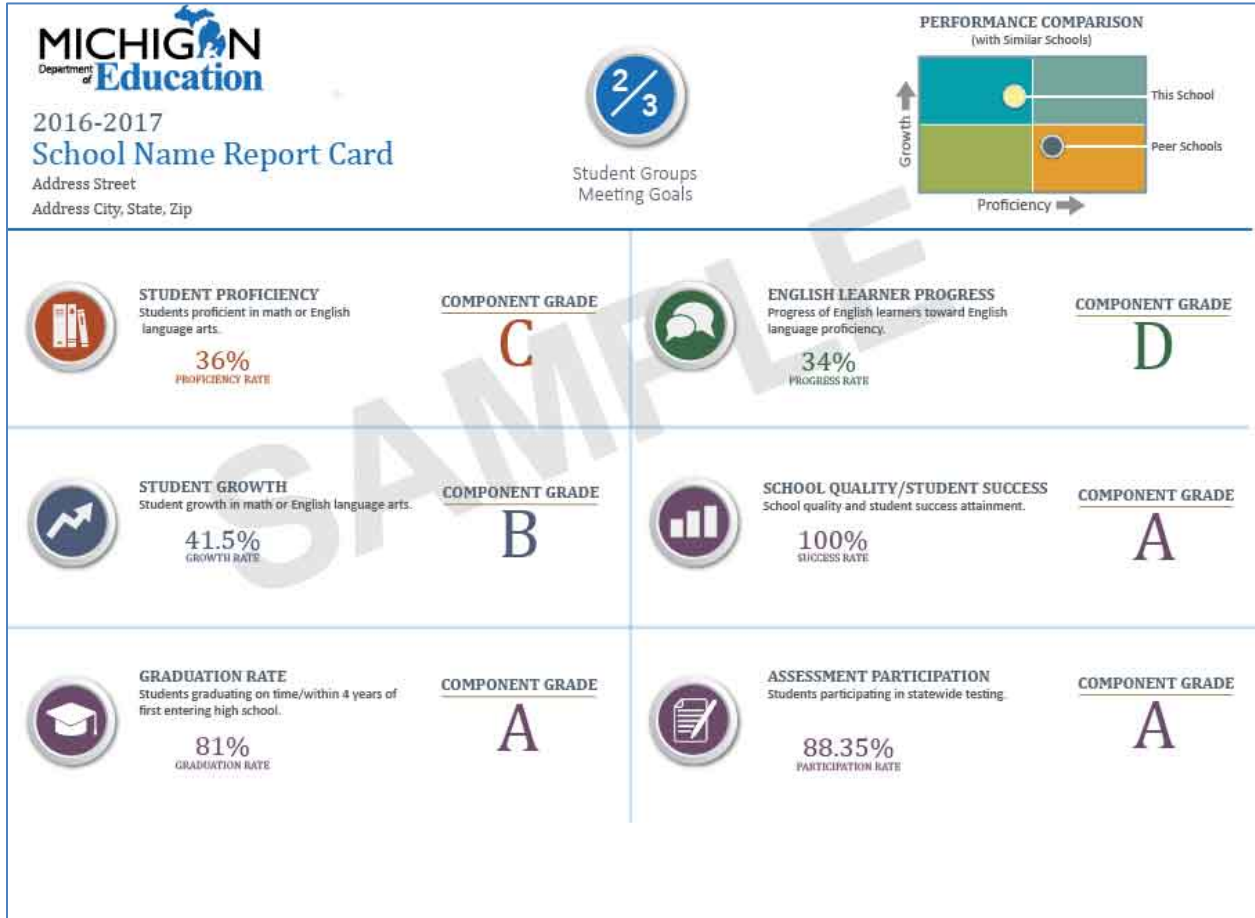 MICHIGAN
Department of Education
2016-2017
School Name Report Card
Address Street
Address City, State, Zip
2/3
Student Groups
Meeting Goals
PERFORMANCE COMPARISON
(with Similar Schools)
Growth
This School
Peer Schools
Proficiency
SAMPLE
STUDENT PROFICIENCY
Students proficient in math or English
language arts.
36%
PROFICIENCY RATE
COMPONENT GRADE
C
ENGLISH LEARNER PROGRESS
Progress of English learners toward English
language proficiency.
34%
PROGRESS RATE
COMPONENT GRADE
D
STUDENT GROWTH
Student growth in math or English language arts.
41.5%
GROWTH RATE
COMPONENT GRADE
B
SCHOOL QUALITY/STUDENT SUCCESS
School quality and student success attainment.
100%
SUCCESS RATE
COMPONENT GRADE
A
GRADUATION RATE
Students graduating on time/within 4 years of
first entering high school.
81%
GRADUATION RATE
COMPONENT GRADE
A
ASSESSMENT PARTICIPATION
Students participating in statewide testing.
88.35%
PARTICIPATION RATE
COMPONENT GRADE
A